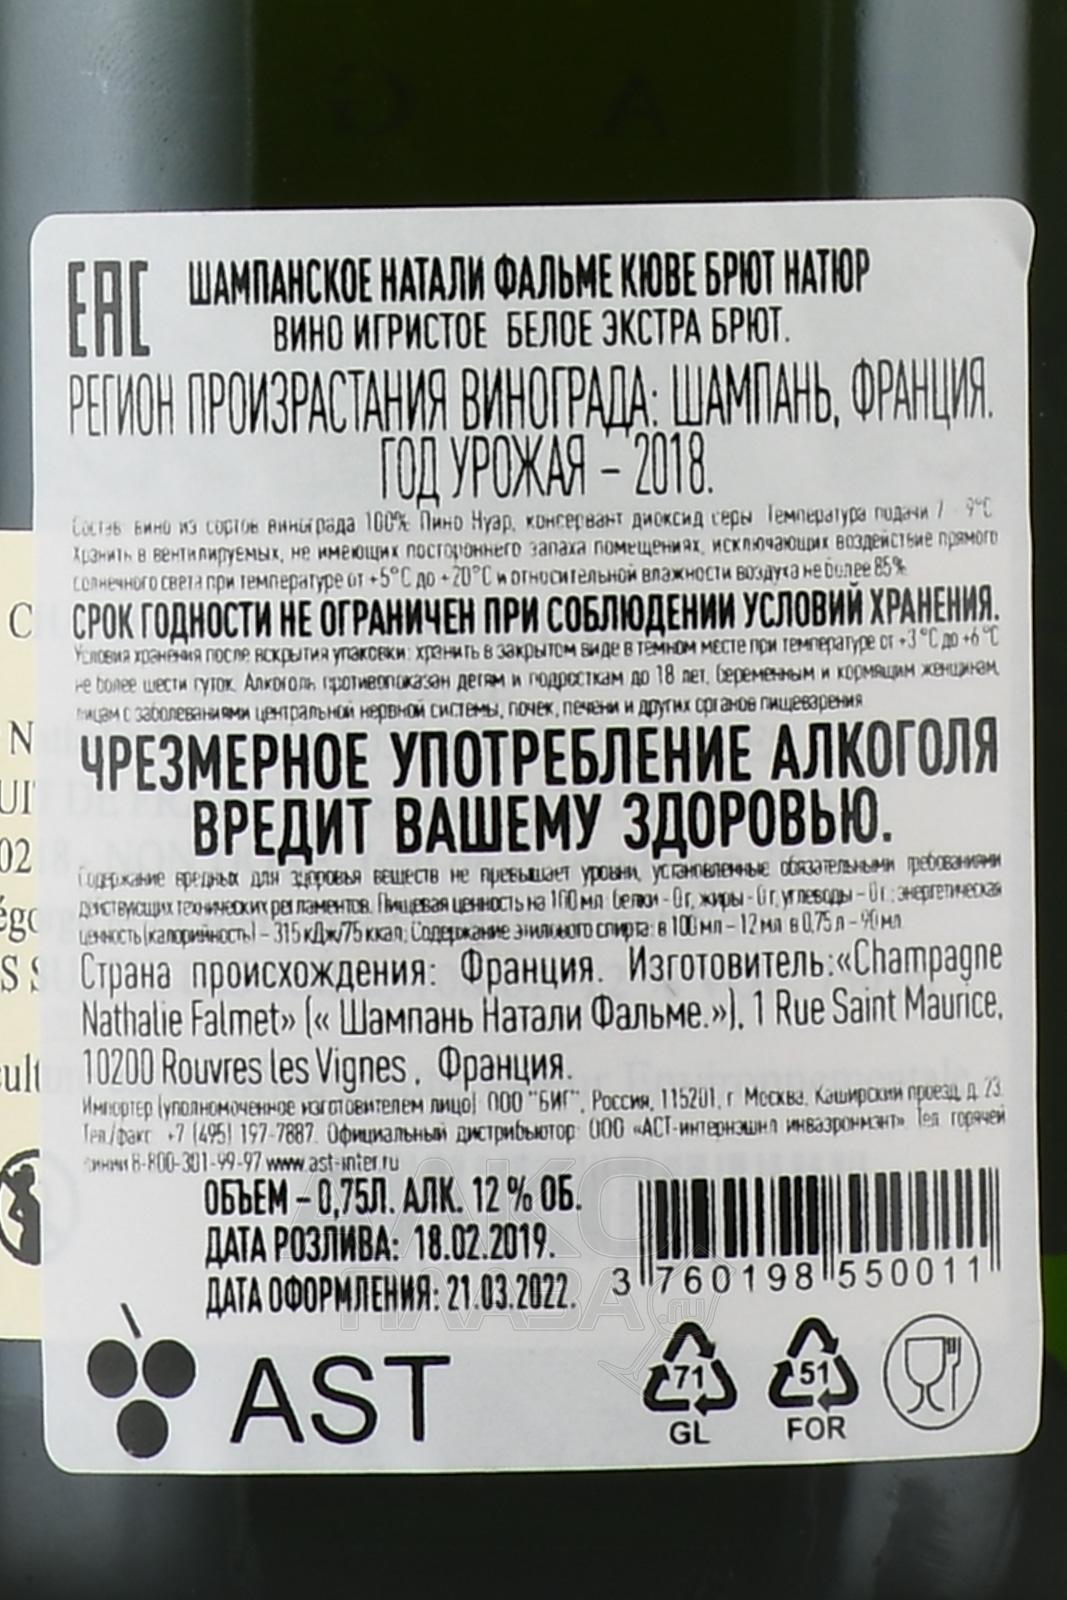 EAC
ШАМПАНСКОЕ НАТАЛИ ФАЛЬМЕ КЮВЕ БРЮТ НАТЮР
ВИНО ИГРИСТОЕ БЕЛОЕ ЭКСТРА БРЮТ.
РЕГИОН ПРОИЗРАСТАНИЯ ВИНОГРАДА: ШАМПАНЬ, ФРАНЦИЯ.
ГОД УРОЖАЯ – 2018.
Состав: вино из сортов винограда 100% Пино Нуар, консервант диоксид серы Температура подачи 7 - 9°C
Хранить в вентилируемых, не имеющих постороннего запаха помещениях, исключающих воздействие прямого
солнечного света при температуре от +5°C до +20°C и относительной влажности воздуха не более 85%
СРОК ГОДНОСТИ НЕ ОГРАНИЧЕН ПРИ СОБЛЮДЕНИИ УСЛОВИЙ ХРАНЕНИЯ.
Условия хранения после вскрытия упаковки: хранить в закрытом виде в темном месте при температуре от +3 °C до +6 °C
не более шести суток. Алкоголь противопоказан детям и подросткам до 18 лет, беременным и кормящим женщинам,
лицам с заболеваниями центральной нервной системы, почек, печени и других органов пищеварения
ЧРЕЗМЕРНОЕ УПОТРЕБЛЕНИЕ АЛКОГОЛЯ
ВРЕДИТ ВАШЕМУ ЗДОРОВЬЮ.
Содержание вредных для здоровья веществ не превышает уровни, установленные обязательными требованиями
действующих технических регламентов. Пищевая ценность на 100 мл: белки - 0 г, жиры - 0 г, углеводы - 0 г; энергетическая
ценность (калорийность) – 315 кДж/75 ккал; Содержание этилового спирта: в 100 мл – 12 мл в 0,75 л – 90 мл
Страна происхождения: Франция. Изготовитель:«Champagne
Nathalie Falmet» (« Шампань Натали Фальме.»), 1 Rue Saint Maurice,
10200 Rouvres les Vignes , Франция.
Импортер (уполномоченное изготовителем лицо) ООО "БИГ", Россия, 115201, г. Москва, Каширский проезд, д. 23.
Тел./факс +7 (495) 197-7887. Официальный дистрибьютор: ООО «АСТ-интернэшнл инваэронмэнт» Тел. горячей
линии 8-800-301-99-97 www.ast-inter.ru
ОБЪЕМ – 0,75Л. АЛК. 12 % ОБ.
ДАТА РОЗЛИВА: 18.02.2019.
ДАТА ОФОРМЛЕНИЯ: 21.03.2022.
3 760198 550011
AST
71
GL
51
FOR